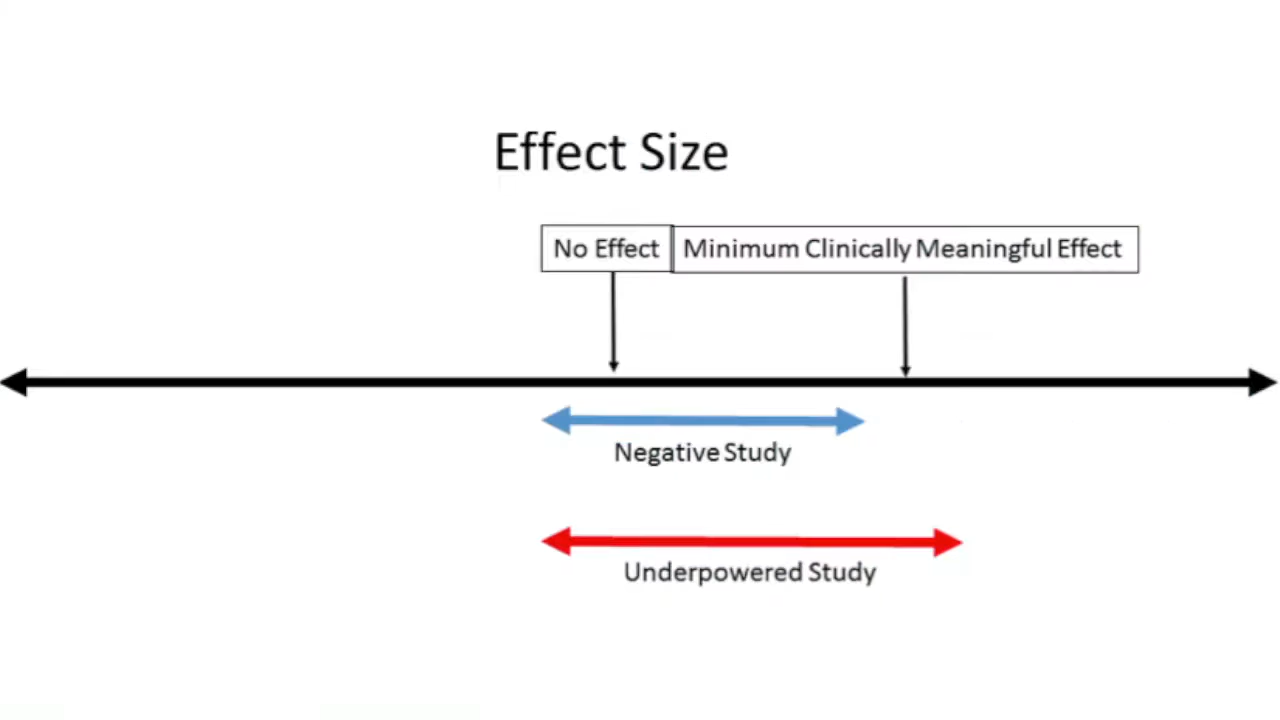 Effect Size
No Effect
Minimum Clinically Meaningful Effect
Negative Study
Underpowered Study